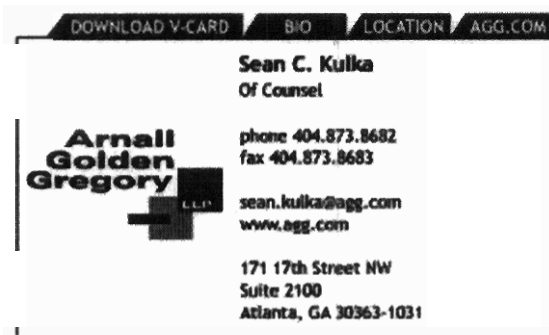 DOWNLOAD V-CARD BIO LOCATION AGG.COM
Sean C. Kulka
Of Counsel
Arnall
Golden
Gregory
LLP
phone 404.873.8682
fax 404.873.8683
sean.kulka@agg.com
www.agg.com
171 17th Street NW
Suite 2100
Atlanta, GA 30363-1031